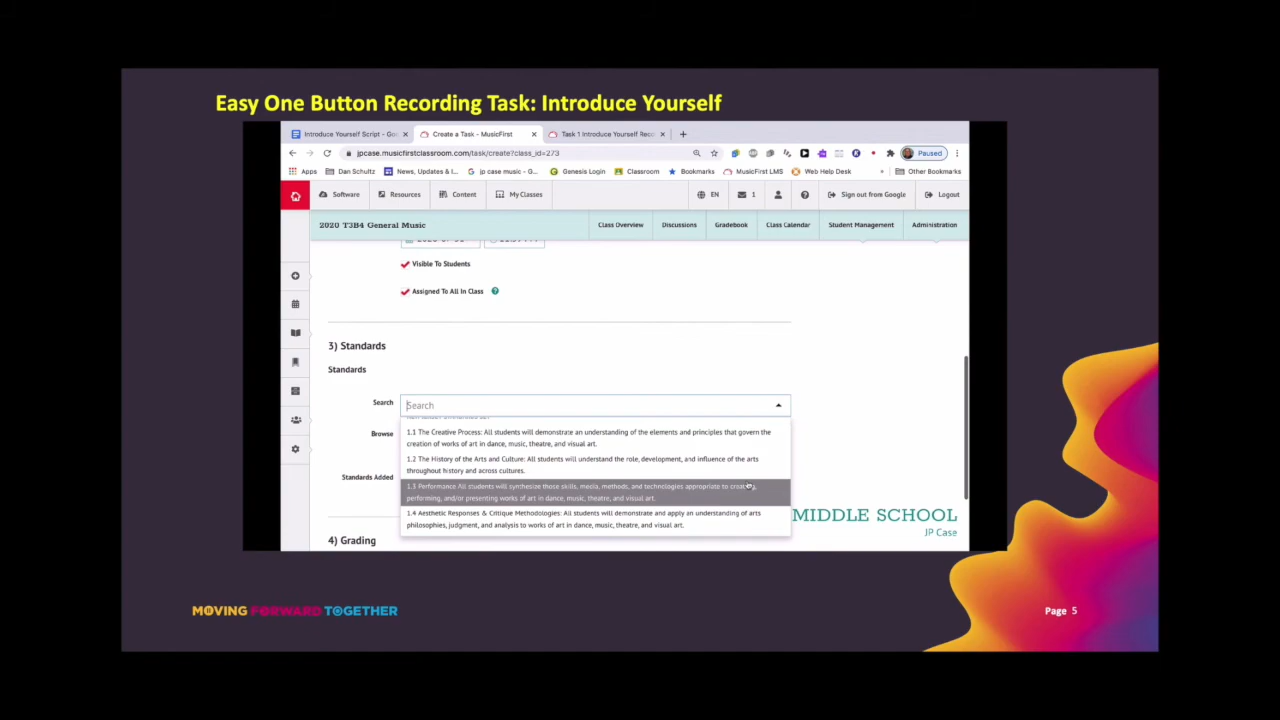 Easy One Button Recording Task: Introduce Yourself
Introduce Yourself Script - Go
Create a Task - MusicFirst
Task 1 Introduce Yourself Reco
jpcase.musicfirstclassroom.com/task/create?class_id=273
Paused
Apps
Dan Schultz
News, Updates & I...
jp case music - G...
Genesis Login
Classroom
Bookmarks
MusicFirst LMS
Web Help Desk
Other Bookmarks
Software
Resources
Content
My Classes
EN
1
Sign out from Google
Logout
2020 T3B4 General Music
Class Overview
Discussions
Gradebook
Class Calendar
Student Management
Administration
Visible To Students
Assigned To All In Class
3) Standards
Standards
Search
Search
Browse
Standards Added
1.1 The Creative Process: All students will demonstrate an understanding of the elements and principles that govern the
creation of works of art in dance, music, theatre, and visual art.
1.2 The History of the Arts and Culture: All students will understand the role, development, and influence of the arts
throughout history and across cultures.
1.3 Performance All students will synthesize those skills, media, methods, and technologies appropriate to creating,
performing, and/or presenting works of art in dance, music, theatre, and visual art.
1.4 Aesthetic Responses & Critique Methodologies: All students will demonstrate and apply an understanding of arts
philosophies, judgment, and analysis to works of art in dance, music, theatre, and visual art.
4) Grading
MIDDLE SCHOOL
JP Case
MOVING FORWARD TOGETHER
Page 5